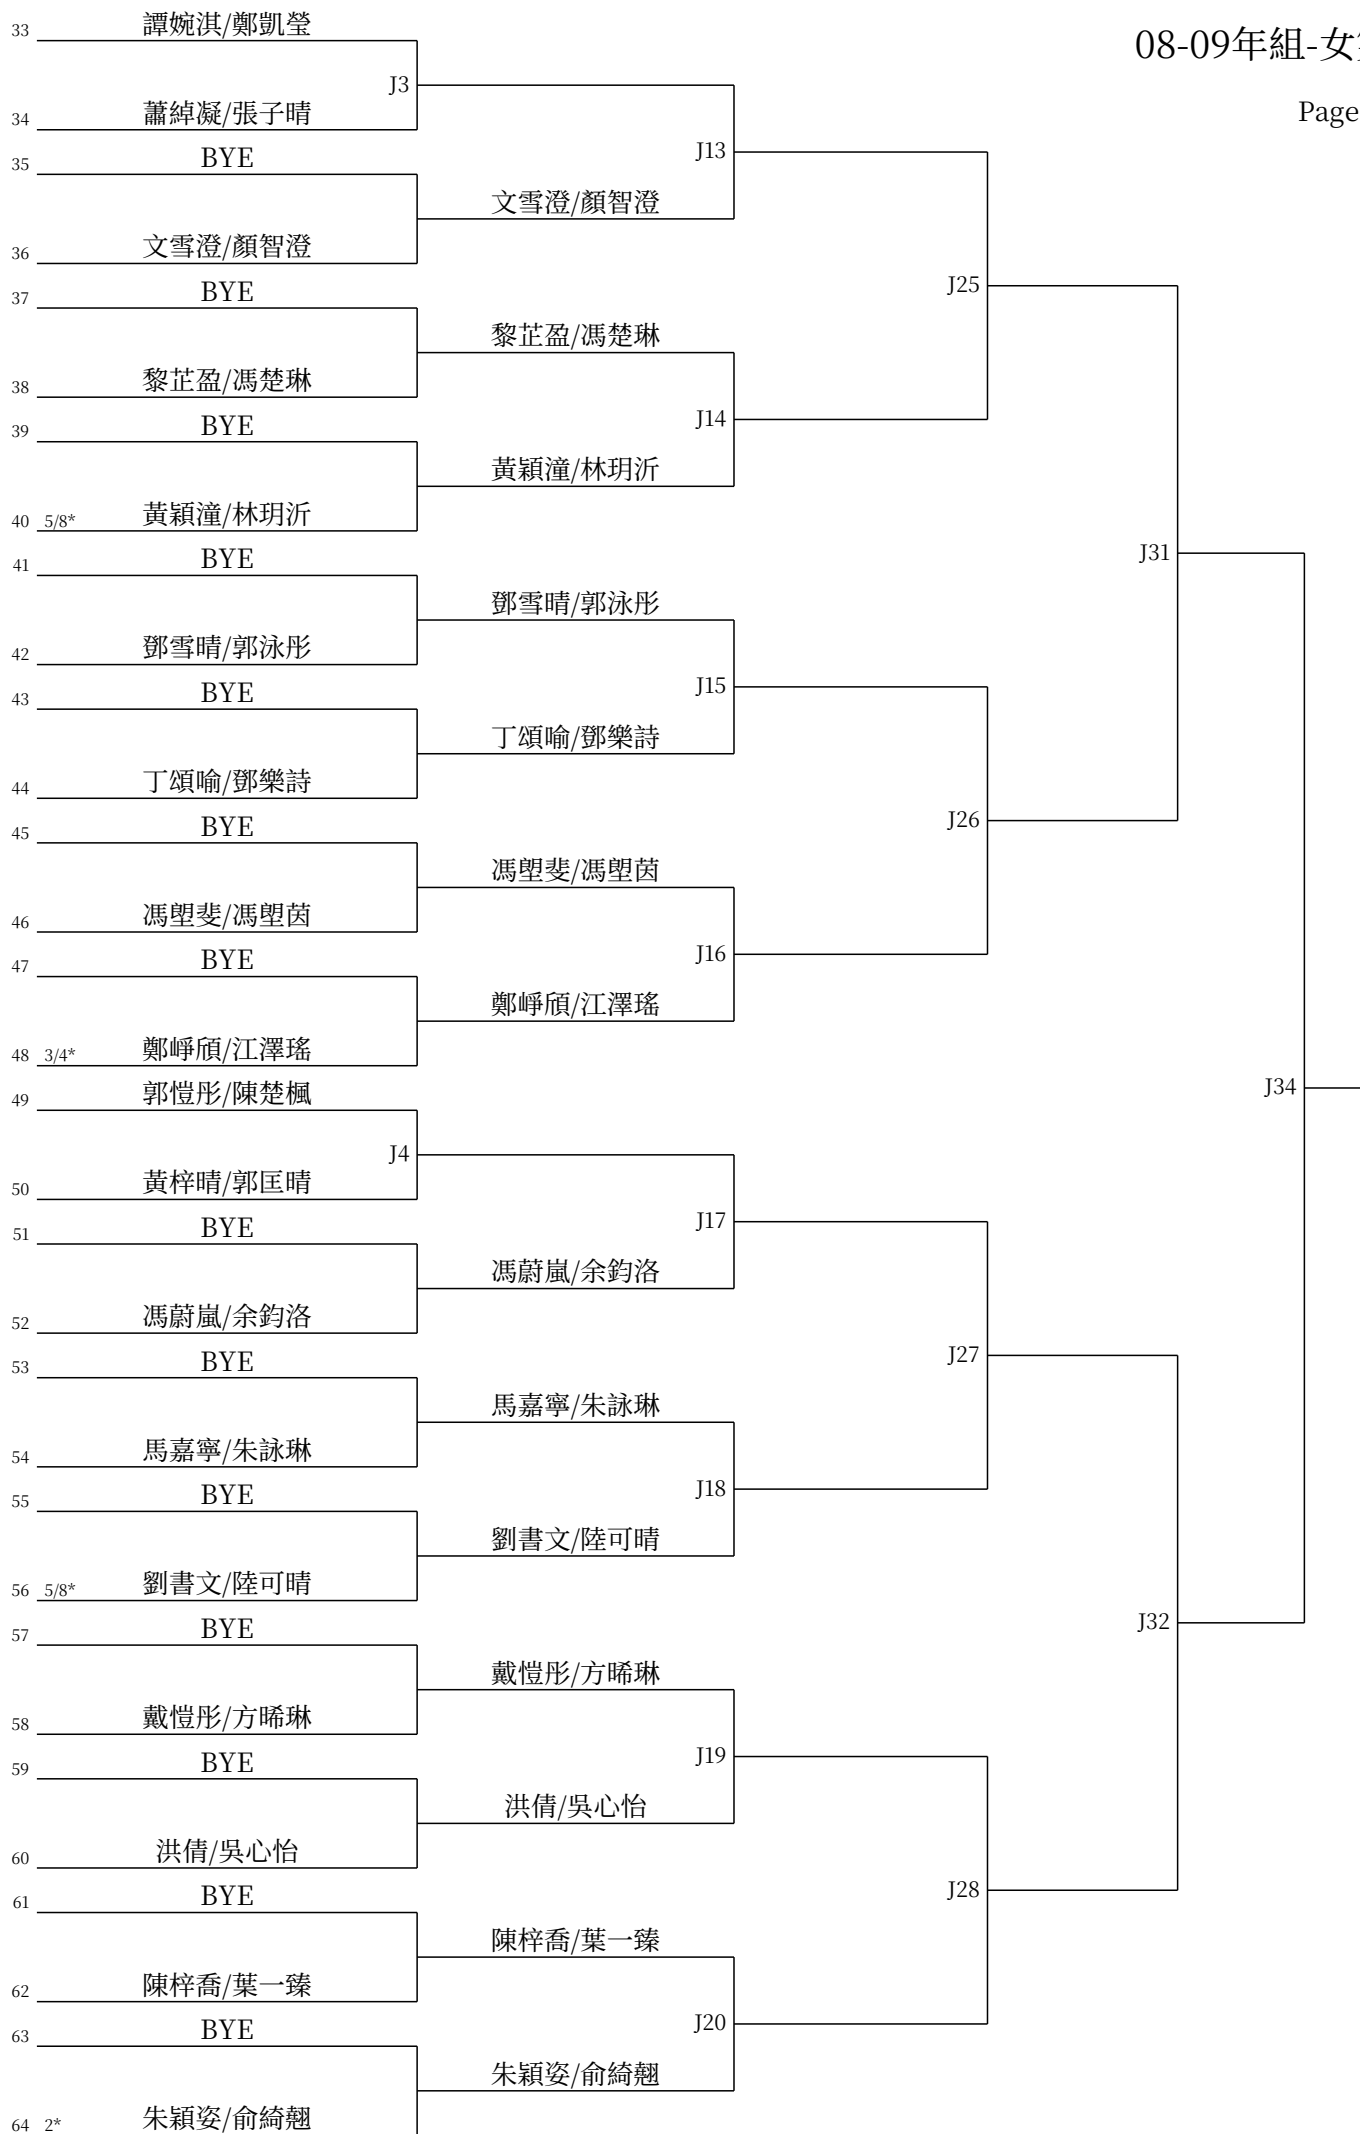 08-09年組-女
Page
33 譚婉淇/鄭凱瑩
J3
34 蕭綽凝/張子晴
35 BYE
J13
文雪澄/顏智澄
36 文雪澄/顏智澄
37 BYE
J25
黎芷盈/馮楚琳
38 黎芷盈/馮楚琳
39 BYE
J14
黃穎潼/林玥沂
40 5/8* 黃穎潼/林玥沂
41 BYE
J31
鄧雪晴/郭泳彤
42 鄧雪晴/郭泳彤
43 BYE
J15
丁頌喻/鄧樂詩
44 丁頌喻/鄧樂詩
45 BYE
J26
馮塱斐/馮塱茵
46 馮塱斐/馮塱茵
47 BYE
J16
鄭崢頎/江澤瑤
48 3/4* 鄭崢頎/江澤瑤
49 郭愷彤/陳楚楓
J34
J4
50 黃梓晴/郭匡晴
51 BYE
J17
馮蔚嵐/余鈞洛
52 馮蔚嵐/余鈞洛
53 BYE
J27
馬嘉寧/朱詠琳
54 馬嘉寧/朱詠琳
55 BYE
J18
劉書文/陸可晴
56 5/8* 劉書文/陸可晴
57 BYE
J32
戴愷彤/方晞琳
58 戴愷彤/方晞琳
59 BYE
J19
洪倩/吳心怡
60 洪倩/吳心怡
61 BYE
J28
陳梓喬/葉一臻
62 陳梓喬/葉一臻
63 BYE
J20
朱穎姿/俞綺翹
64 2* 朱穎姿/俞綺翹